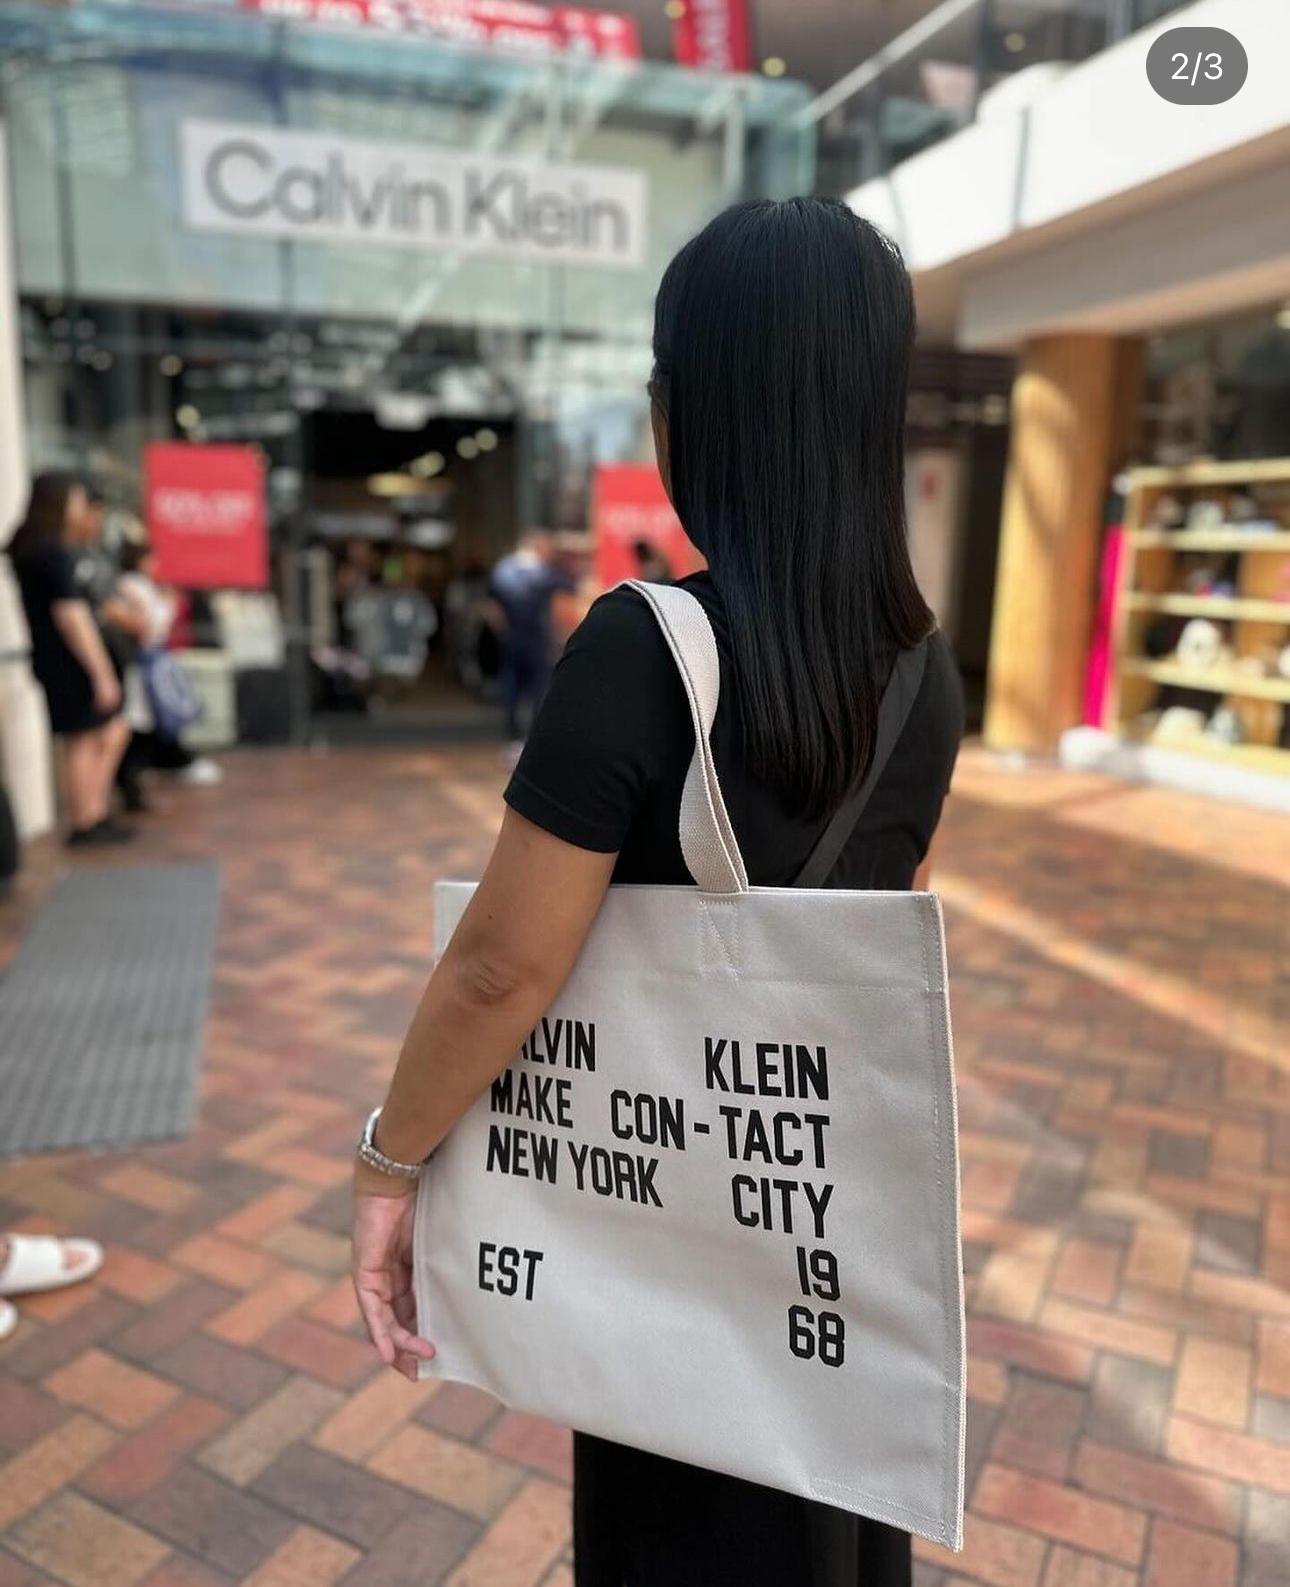 2/3
Calvin Klein
ALVIN KLEIN
MAKE CON-TACT
NEW YORK CITY
EST 19
68